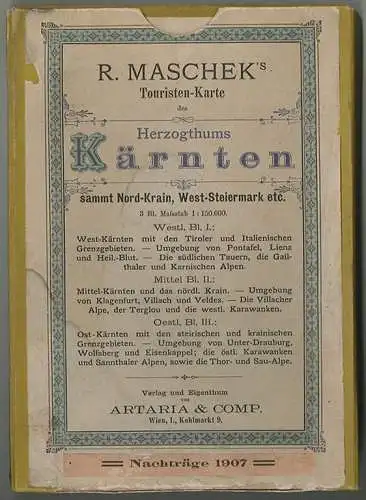 R. MASCHEK's
Touristen-Karte
des
Herzogthums
Kärnten
sammt Nord-Krain, West-Steiermark etc.
3 Bl. Maßstab 1:150.000.
Westl. Bl. I.:
West-Kärnten mit den Tiroler und Italienischen
Grenzgebieten. — Umgebung von Pontafel, Lienz
und Heil.-Blut. — Die südlichen Tauern, die Gail-
thaler und Karnischen Alpen.
Mittel Bl. II.:
Mittel-Kärnten und das nördl. Krain. — Umgebung
von Klagenfurt, Villach und Veldes. — Die Villacher
Alpe, der Terglou und die westl. Karawanken.
Oestl. Bl. III.:
Ost-Kärnten mit den steirischen und krainischen
Grenzgebieten. — Umgebung von Unter-Drauburg,
Wolfsberg und Eisenkappel; die östl. Karawanken
und Sannthaler Alpen, sowie die Thor- und Sau-Alpe.
Verlag und Eigenthum
von
ARTARIA & COMP.
Wien, I., Kohlmarkt 9.
Nachträge 1907